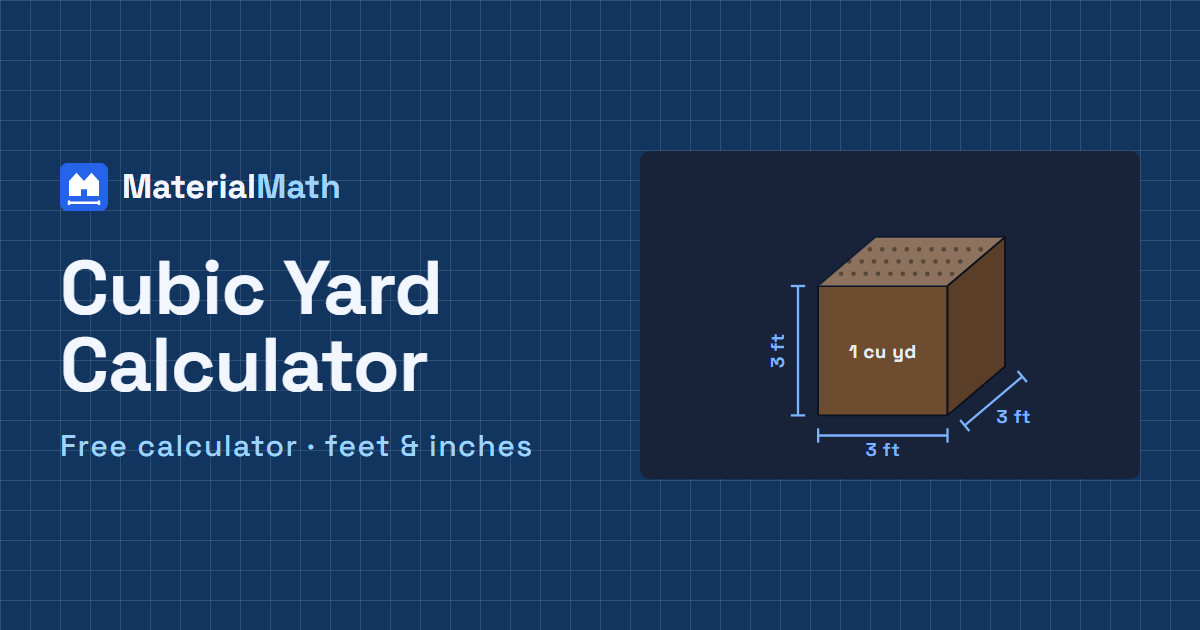 MaterialMath
Cubic Yard
Calculator
Free calculator · feet & inches
1 cu yd
3 ft
3 ft
3 ft